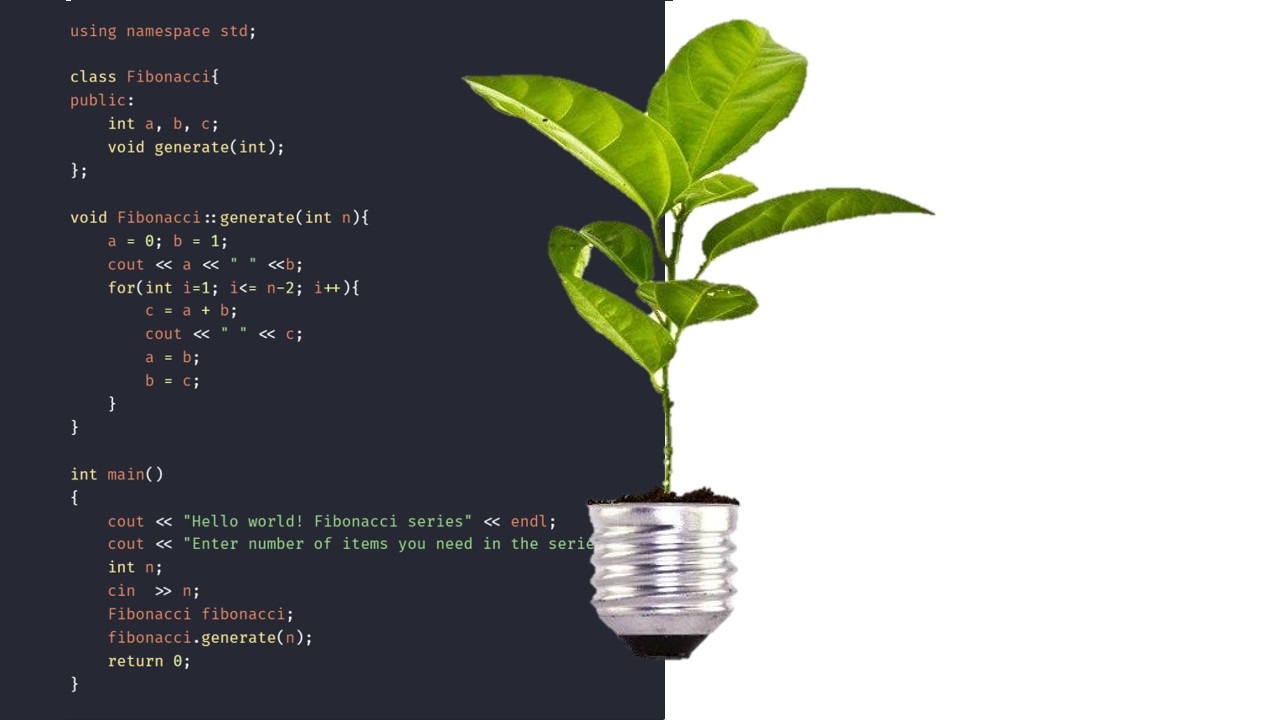 using namespace std;
class Fibonacci{
public:
int a, b, c;
void generate(int);
};
void Fibonacci::generate(int n){
a = 0; b = 1;
cout << a << " " <<b;
for(int i=1; i<= n-2; i++){
c = a + b;
cout << " " << c;
a = b;
b = c;
}
}
int main()
{
cout << "Hello world! Fibonacci series" << endl;
cout << "Enter number of items you need in the serie
int n;
cin  >> n;
Fibonacci fibonacci;
fibonacci.generate(n);
return 0;
}